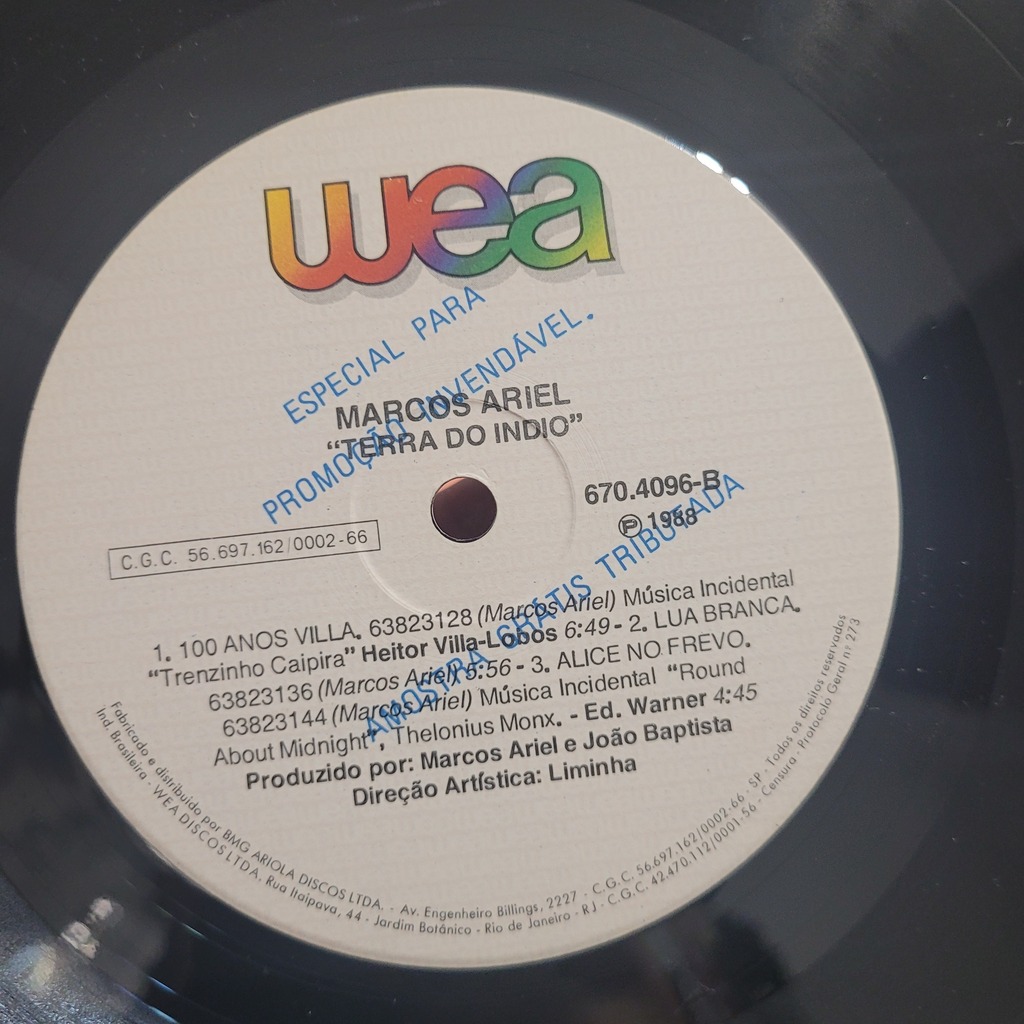 wea
ESPECIAL PARA
PROMOÇÃO INVENDÁVEL.
MARCOS ARIEL
“TERRA DO INDIO”
670.4096-B
Ⓟ 1988
C.G.C. 56.697.162/0002-66
AMOSTRA GRÁTIS TRIBUTADA
1. 100 ANOS VILLA. 63823128 (Marcos Ariel) Música Incidental
“Trenzinho Caipira” Heitor Villa-Lobos 6:49 - 2. LUA BRANCA.
63823136 (Marcos Ariel) 5:56 - 3. ALICE NO FREVO.
63823144 (Marcos Ariel) Música Incidental “Round
About Midnight”, Thelonius Monx. - Ed. Warner 4:45
Produzido por: Marcos Ariel e João Baptista
Direção Artística: Liminha
Fabricado e distribuido por BMG ARIOLA DISCOS LTDA. - Av. Engenheiro Billings, 2227 - C.G.C. 56.697.162/0002-66 - SP - Todos os direitos reservados
Ind. Brasileira - WEA DISCOS LTDA. Rua Itaipava, 44 - Jardim Botânico - Rio de Janeiro - RJ - C.G.C. 42.470.112/0001-56 - Censura - Protocolo Geral nº 273